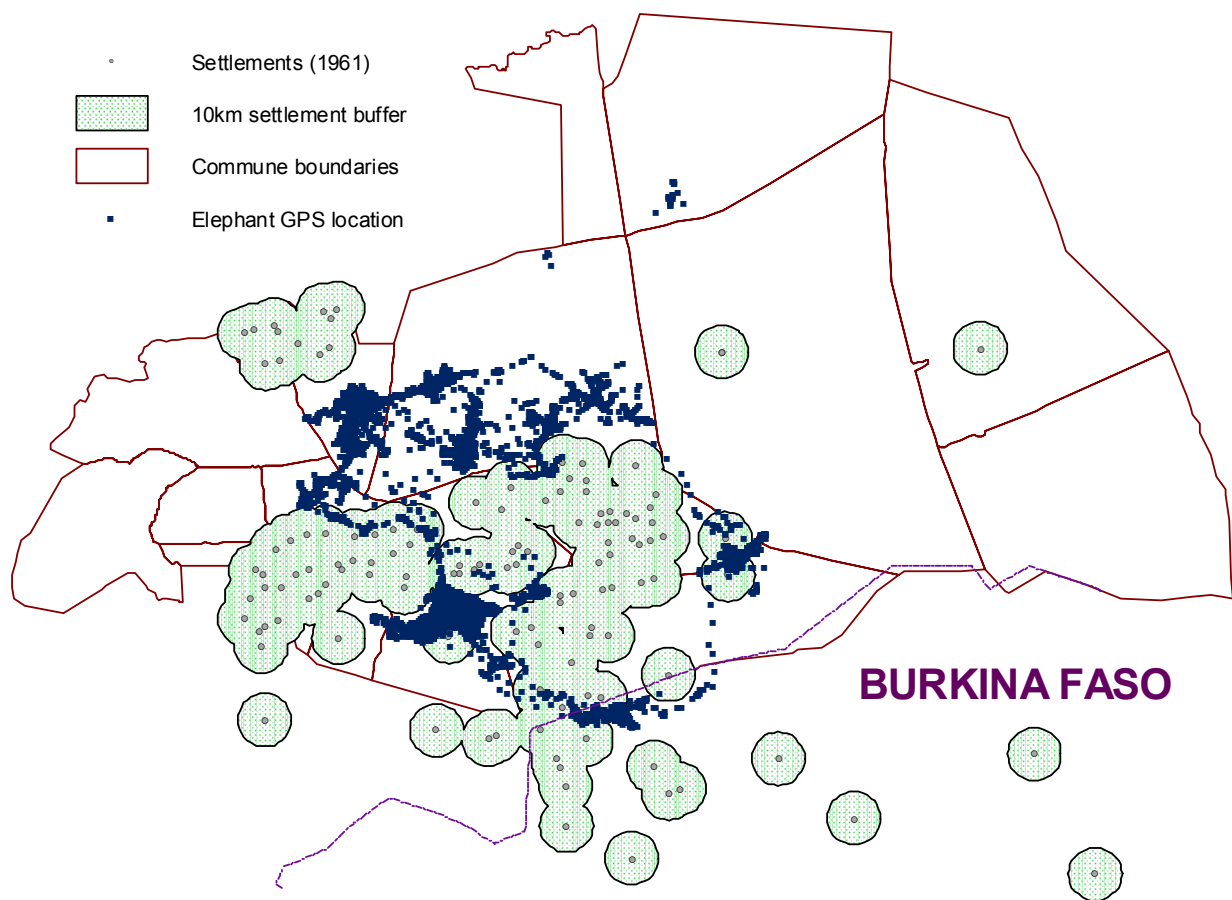 Settlements (1961)
10km settlement buffer
Commune boundaries
Elephant GPS location
BURKINA FASO